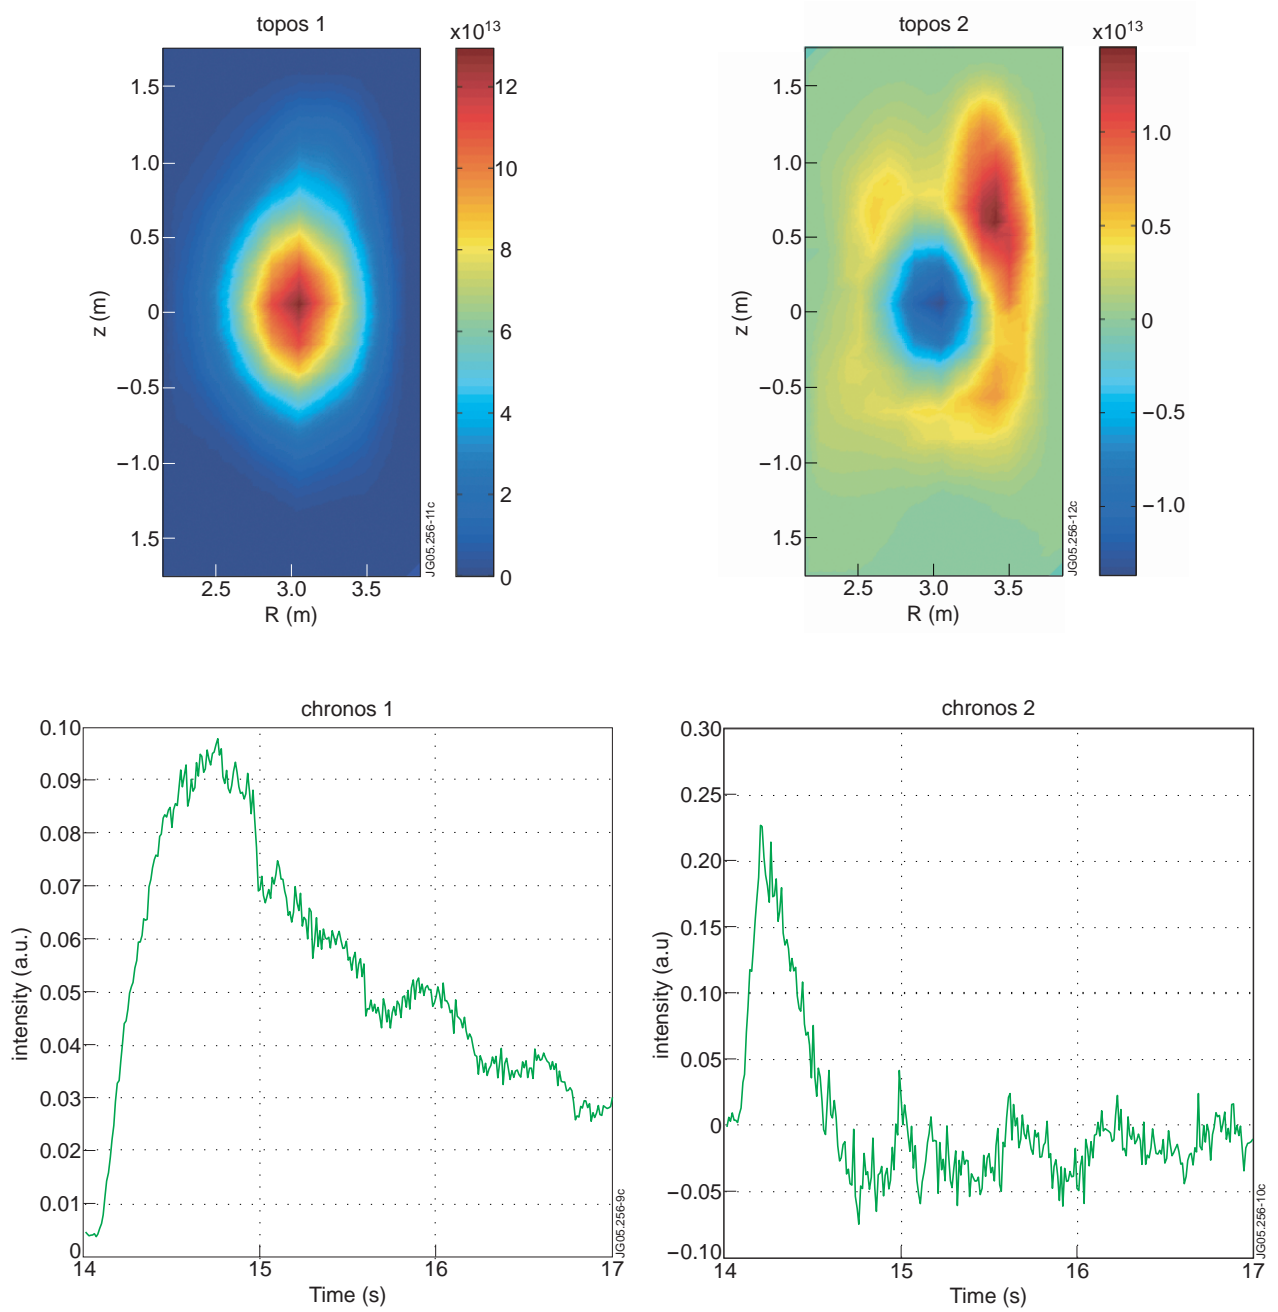 topos 1
x10¹³
1.5
1.0
0.5
0
−0.5
−1.0
1.5
z (m)
2.5 3.0 3.5
R (m)
12
10
8
6
4
2
0
JG05.256-11c
topos 2
x10¹³
1.5
1.0
0.5
0
−0.5
−1.0
1.5
z (m)
2.5 3.0 3.5
R (m)
1.0
0.5
0
−0.5
−1.0
JG05.256-12c
chronos 1
0.10
0.09
0.08
0.07
0.06
0.05
0.04
0.03
0.02
0.01
0
intensity (a.u.)
14 15 16 17
Time (s)
JG05.256-9c
chronos 2
0.30
0.25
0.20
0.15
0.10
0.05
0
−0.05
−0.10
intensity (a.u)
14 15 16 17
Time (s)
JG05.256-10c